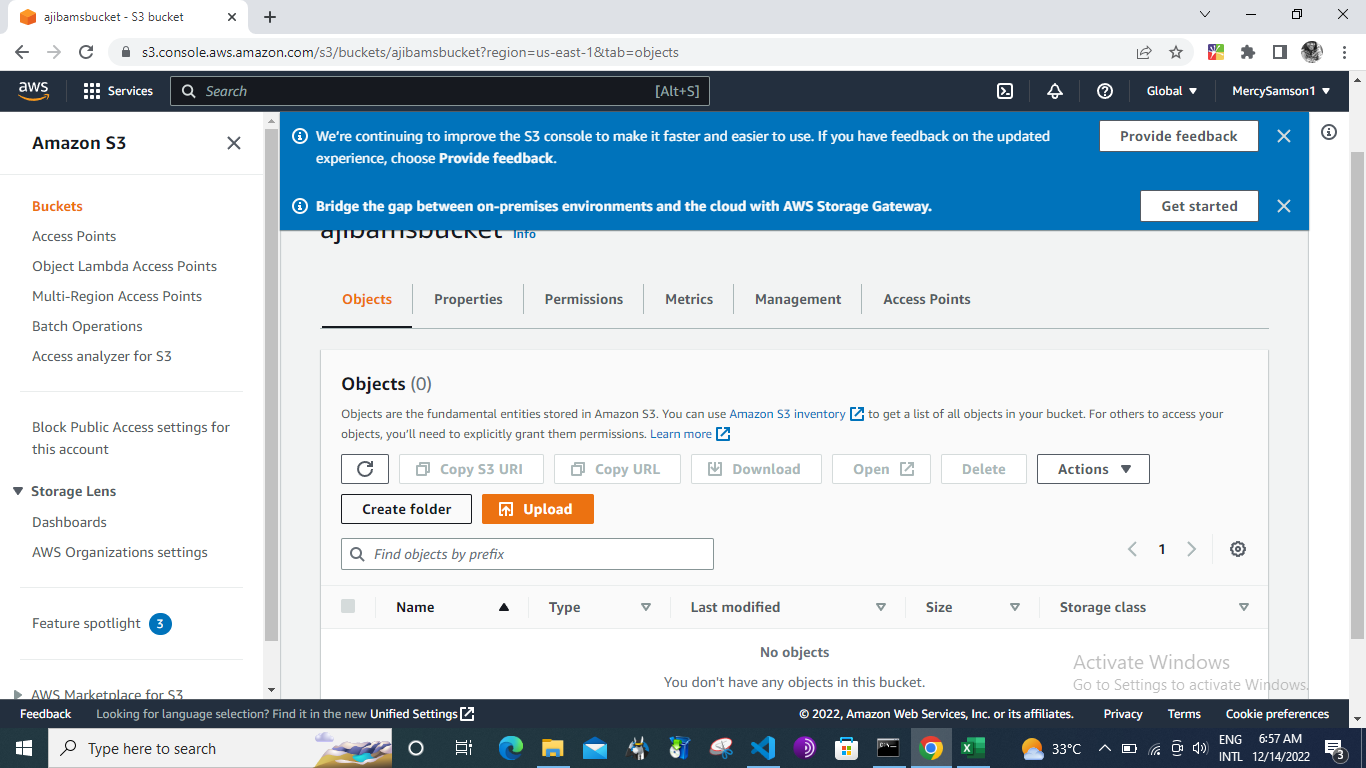 ajibamsbucket - S3 bucket
s3.console.aws.amazon.com/s3/buckets/ajibamsbucket?region=us-east-1&tab=objects
aws
Services
Search
[Alt+S]
Global
MercySamson1
Amazon S3
Buckets
Access Points
Object Lambda Access Points
Multi-Region Access Points
Batch Operations
Access analyzer for S3
Block Public Access settings for
this account
Storage Lens
Dashboards
AWS Organizations settings
Feature spotlight 3
AWS Marketplace for S3
We're continuing to improve the S3 console to make it faster and easier to use. If you have feedback on the updated
experience, choose Provide feedback.
Provide feedback
Bridge the gap between on-premises environments and the cloud with AWS Storage Gateway.
Get started
ajibamsbucket Info
Objects
Properties
Permissions
Metrics
Management
Access Points
Objects (0)
Objects are the fundamental entities stored in Amazon S3. You can use Amazon S3 inventory to get a list of all objects in your bucket. For others to access your
objects, you'll need to explicitly grant them permissions. Learn more
Copy S3 URI
Copy URL
Download
Open
Delete
Actions
Create folder
Upload
Find objects by prefix
1
Name
Type
Last modified
Size
Storage class
No objects
You don't have any objects in this bucket.
Activate Windows
Go to Settings to activate Windows.
Feedback
Looking for language selection? Find it in the new Unified Settings
© 2022, Amazon Web Services, Inc. or its affiliates.
Privacy
Terms
Cookie preferences
Type here to search
33°C
ENG
INTL
6:57 AM
12/14/2022
3